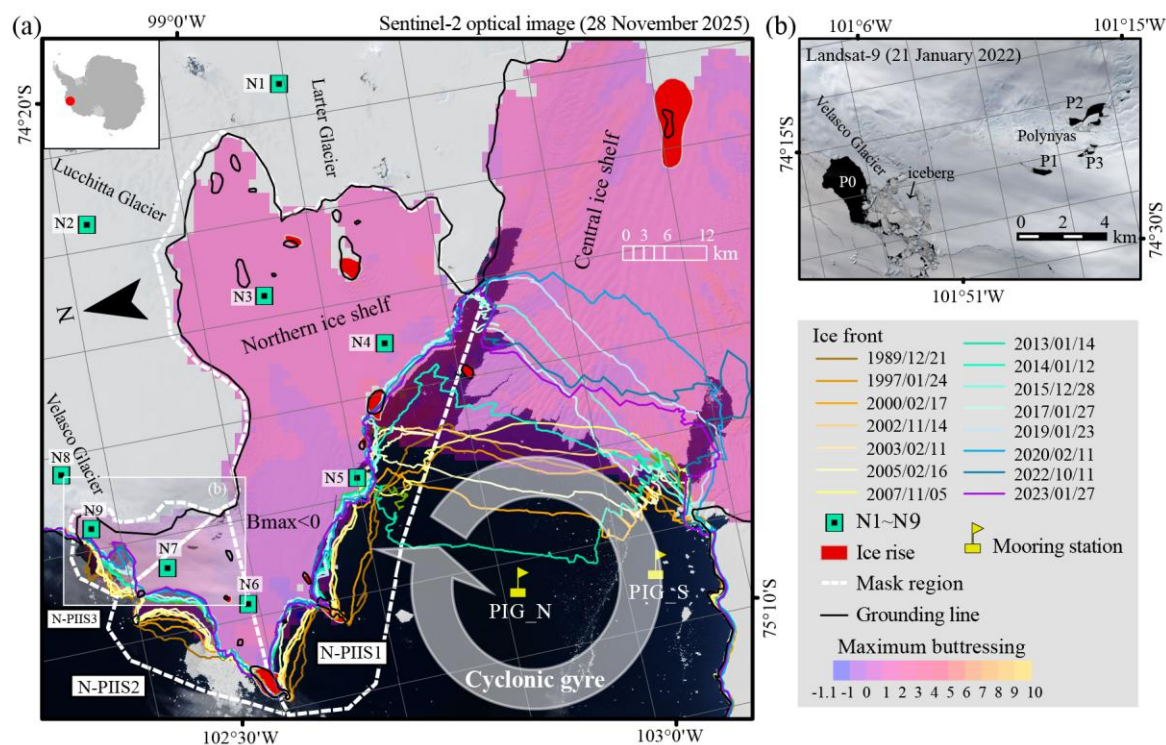 (a)
99°0'W
Sentinel-2 optical image (28 November 2025)
74°20'S
N1
Larter Glacier
Lucchitta Glacier
N2
Central ice shelf
0 3 6 12
km
N
N3
Northern ice shelf
N4
Velasco Glacier
N8
(b)
N5
N9
Bmax<0
N7
N6
N-PIIS3
PIG_N
PIG_S
75°10'S
N-PIIS1
N-PIIS2
Cyclonic gyre
102°30'W
103°0'W
(b)
101°6'W
101°15'W
Landsat-9 (21 January 2022)
Velasco Glacier
P2
Polynyas
74°15'S
P1
P3
P0
iceberg
0 2 4
km
74°30'S
101°51'W
Ice front
1989/12/21
1997/01/24
2000/02/17
2002/11/14
2003/02/11
2005/02/16
2007/11/05
2013/01/14
2014/01/12
2015/12/28
2017/01/27
2019/01/23
2020/02/11
2022/10/11
2023/01/27
N1~N9
Ice rise
Mooring station
Mask region
Grounding line
Maximum buttressing
-1.1 -1 0 1 2 3 4 5 6 7 8 9 10